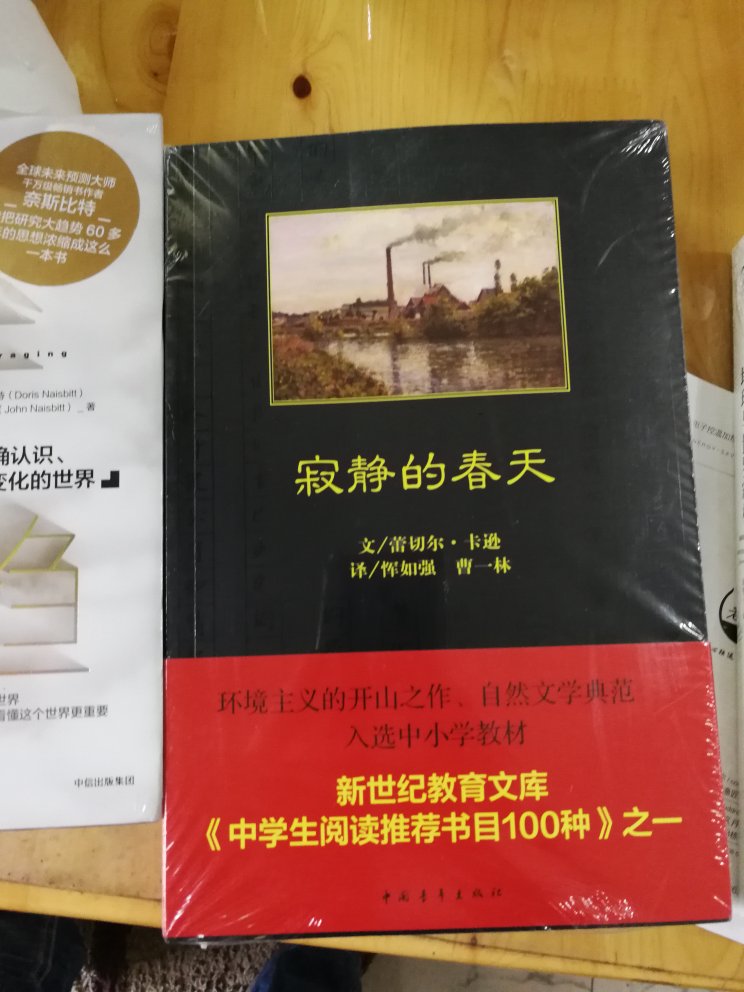 全球未来预测大师
千万级畅销书作者
奈斯比特
把研究大趋势60多
年的思想浓缩成这么
一本书
raging
特（Doris Naisbitt）
（John Naisbitt）_著
确认识、
变化的世界
世界
看懂这个世界更重要
中信出版集团
寂静的春天
文/蕾切尔·卡逊
译/恽如强 曹一林
环境主义的开山之作、自然文学典范
入选中小学教材
新世纪教育文库
《中学生阅读推荐书目100种》之一
中国青年出版社